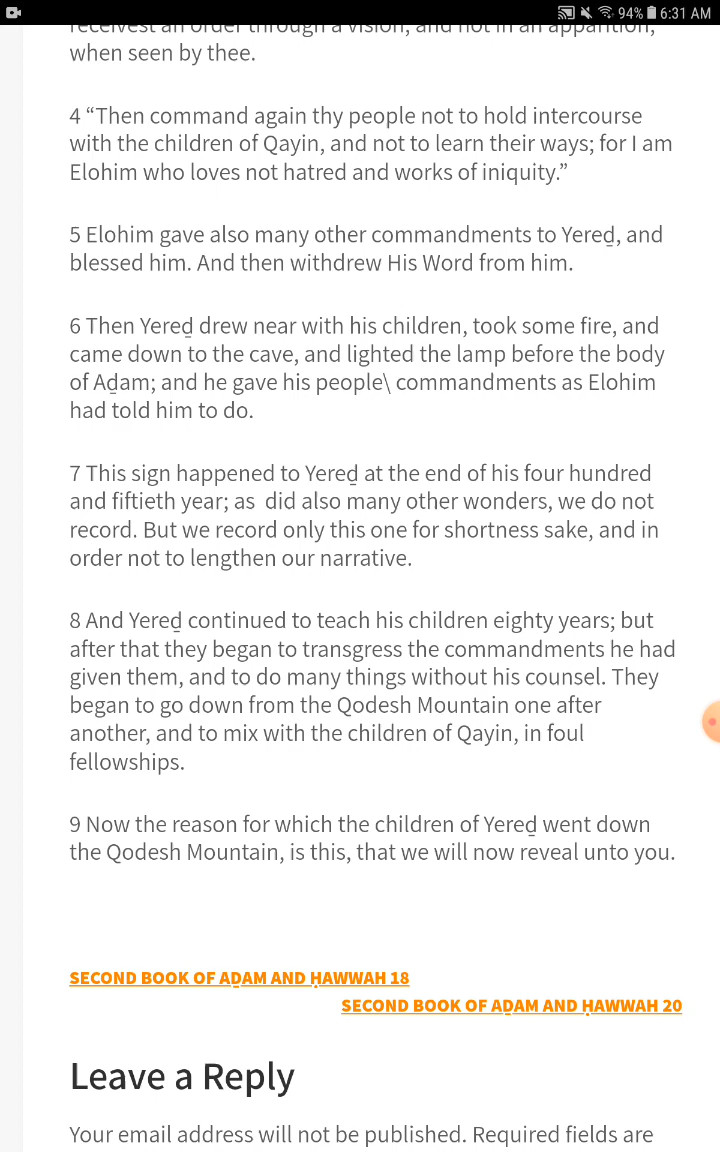 94% 6:31 AM
receivest an order through a vision, and not in an apparition,
when seen by thee.
4 “Then command again thy people not to hold intercourse
with the children of Qayin, and not to learn their ways; for I am
Elohim who loves not hatred and works of iniquity.”
5 Elohim gave also many other commandments to Yereḏ, and
blessed him. And then withdrew His Word from him.
6 Then Yereḏ drew near with his children, took some fire, and
came down to the cave, and lighted the lamp before the body
of Aḏam; and he gave his people\ commandments as Elohim
had told him to do.
7 This sign happened to Yereḏ at the end of his four hundred
and fiftieth year; as  did also many other wonders, we do not
record. But we record only this one for shortness sake, and in
order not to lengthen our narrative.
8 And Yereḏ continued to teach his children eighty years; but
after that they began to transgress the commandments he had
given them, and to do many things without his counsel. They
began to go down from the Qodesh Mountain one after
another, and to mix with the children of Qayin, in foul
fellowships.
9 Now the reason for which the children of Yereḏ went down
the Qodesh Mountain, is this, that we will now reveal unto you.
SECOND BOOK OF AḎAM AND ḤAWWAH 18
SECOND BOOK OF AḎAM AND ḤAWWAH 20
Leave a Reply
Your email address will not be published. Required fields are